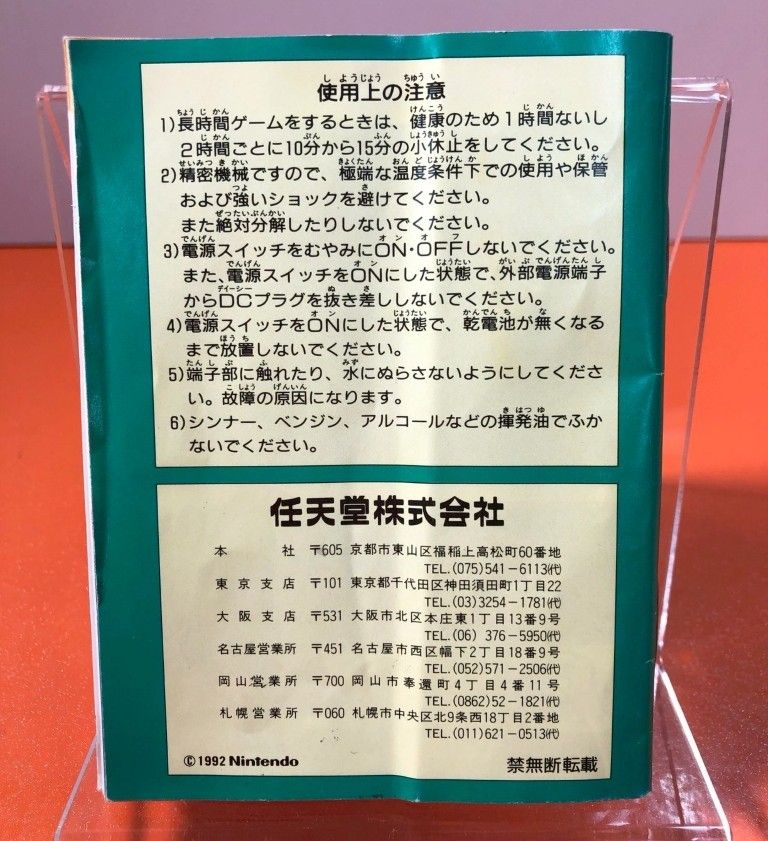 使用上の注意
1)長時間ゲームをするときは、健康のため1時間ないし
2時間ごとに10分から15分の小休止をしてください。
2)精密機械ですので、極端な温度条件下での使用や保管
および強いショックを避けてください。
また絶対分解したりしないでください。
3)電源スイッチをむやみにON・OFFしないでください。
また、電源スイッチをONにした状態で、外部電源端子
からDCプラグを抜き差ししないでください。
4)電源スイッチをONにした状態で、乾電池が無くなる
まで放置しないでください。
5)端子部に触れたり、水にぬらさないようにしてくださ
い。故障の原因になります。
6)シンナー、ベンジン、アルコールなどの揮発油でふか
ないでください。
任天堂株式会社
本社 〒605 京都市東山区福稲上高松町60番地
TEL.(075)541-6113㈹
東京支店 〒101 東京都千代田区神田須田町1丁目22
TEL.(03)3254-1781㈹
大阪支店 〒531 大阪市北区本庄東1丁目13番9号
TEL.(06) 376-5950㈹
名古屋営業所 〒451 名古屋市西区幅下2丁目18番9号
TEL.(052)571-2506㈹
岡山営業所 〒700 岡山市奉還町4丁目4番11号
TEL.(0862)52-1821㈹
札幌営業所 〒060 札幌市中央区北9条西18丁目2番地
TEL.(011)621-0513㈹
©1992 Nintendo 禁無断転載